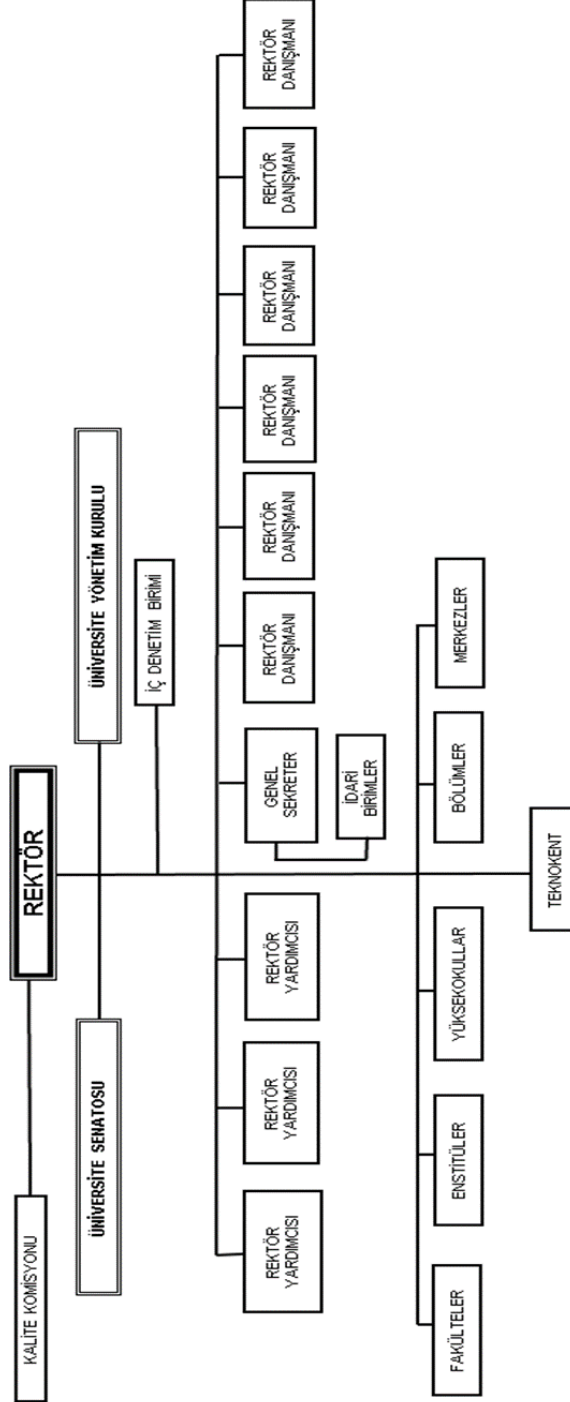 REKTÖR
KALİTE KOMİSYONU
ÜNİVERSİTE SENATOSU
ÜNİVERSİTE YÖNETİM KURULU
İÇ DENETİM BİRİMİ
REKTÖR
YARDIMCISI
REKTÖR
YARDIMCISI
REKTÖR
YARDIMCISI
GENEL
SEKRETER
REKTÖR
DANIŞMANI
REKTÖR
DANIŞMANI
REKTÖR
DANIŞMANI
REKTÖR
DANIŞMANI
REKTÖR
DANIŞMANI
REKTÖR
DANIŞMANI
İDARİ
BİRİMLER
FAKÜLTELER
ENSTİTÜLER
YÜKSEKOKULLAR
BÖLÜMLER
MERKEZLER
TEKNOKENT